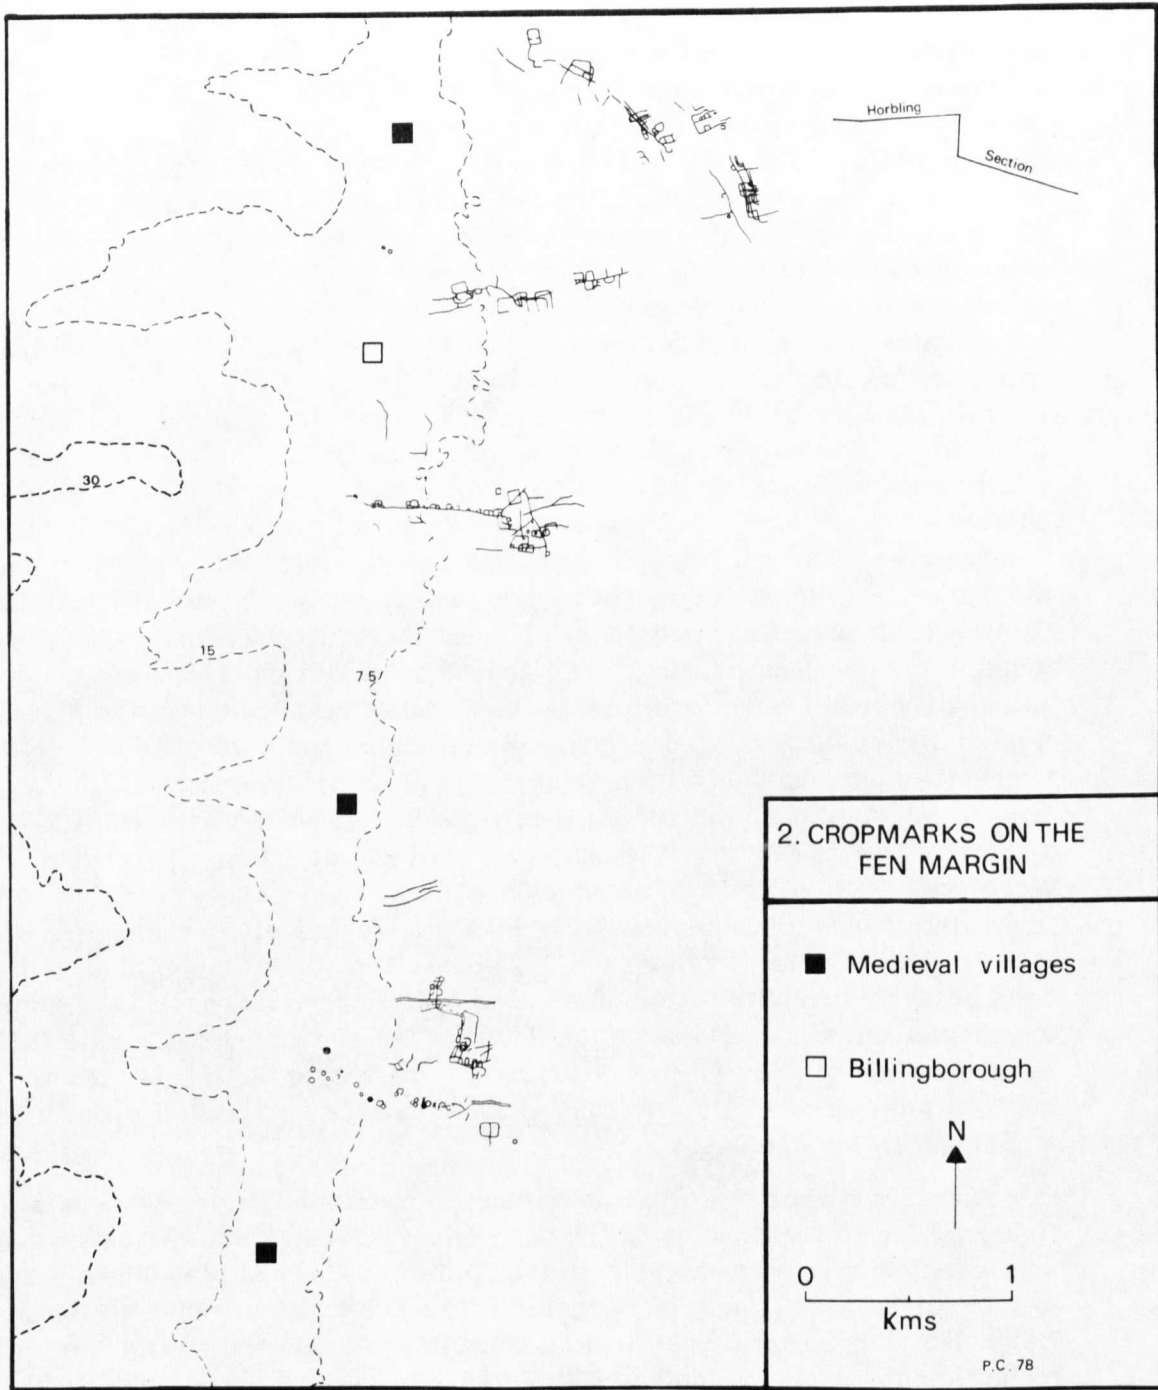 Horbling
Section
30
15
7.5
2. CROPMARKS ON THE
FEN MARGIN
Medieval villages
Billingborough
N
0 1
kms
P.C. 78